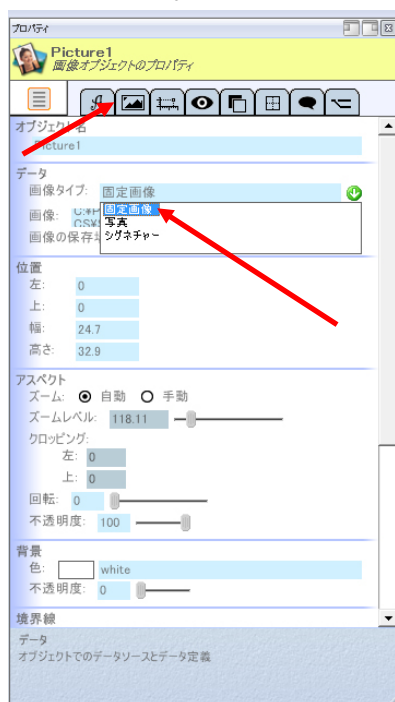 プロパティ
Picture1
画像オブジェクトのプロパティ
オブジェクト名
Picture1
データ
画像タイプ: 固定画像
固定画像
写真
シグネチャー
画像:
画像の保存
位置
左: 0
上: 0
幅: 24.7
高さ: 32.9
アスペクト
ズーム: 自動 手動
ズームレベル: 118.11
クロッピング:
左: 0
上: 0
回転: 0
不透明度: 100
背景
色: white
不透明度: 0
境界線
データ
オブジェクトでのデータソースとデータ定義